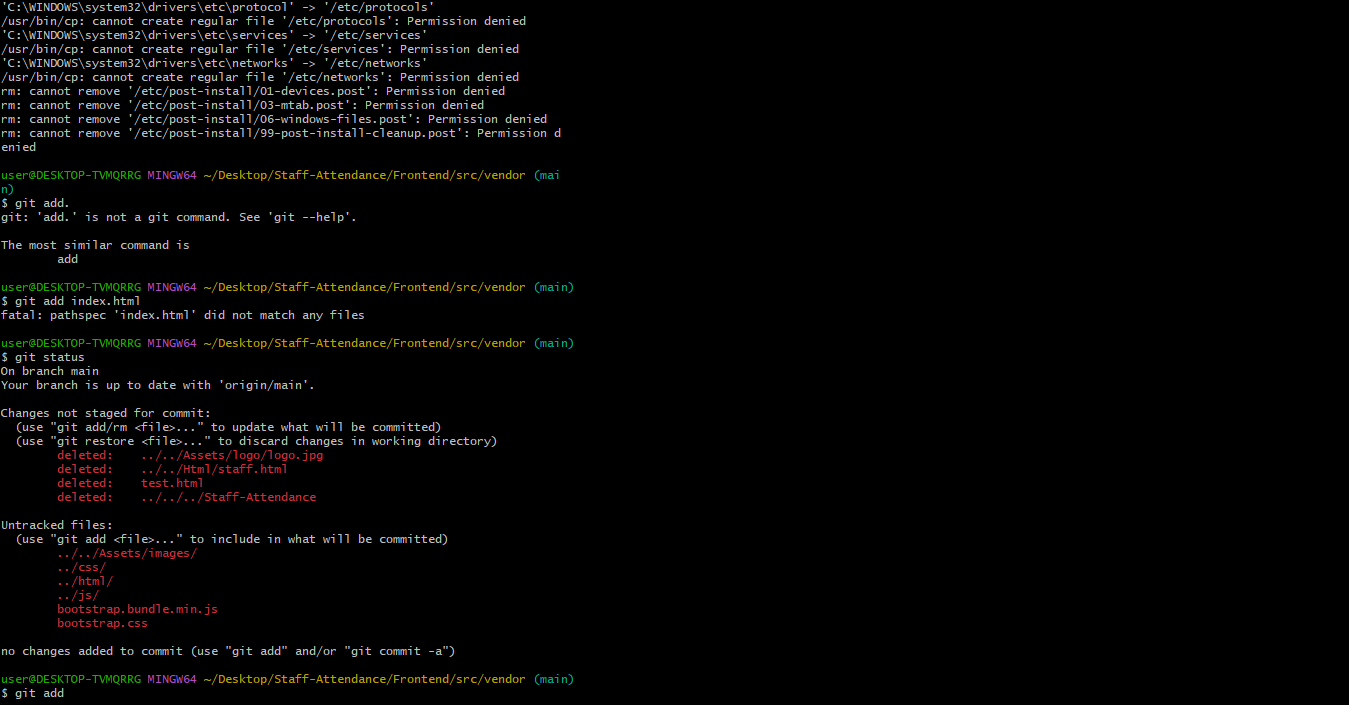 'C:\WINDOWS\system32\drivers\etc\protocol' -> '/etc/protocols'
/usr/bin/cp: cannot create regular file '/etc/protocols': Permission denied
'C:\WINDOWS\system32\drivers\etc\services' -> '/etc/services'
/usr/bin/cp: cannot create regular file '/etc/services': Permission denied
'C:\WINDOWS\system32\drivers\etc\networks' -> '/etc/networks'
/usr/bin/cp: cannot create regular file '/etc/networks': Permission denied
rm: cannot remove '/etc/post-install/01-devices.post': Permission denied
rm: cannot remove '/etc/post-install/03-mtab.post': Permission denied
rm: cannot remove '/etc/post-install/06-windows-files.post': Permission denied
rm: cannot remove '/etc/post-install/99-post-install-cleanup.post': Permission d
enied
user@DESKTOP-TVMQRRG MINGW64 ~/Desktop/Staff-Attendance/Frontend/src/vendor (mai
n)
$ git add.
git: 'add.' is not a git command. See 'git --help'.
The most similar command is
add
user@DESKTOP-TVMQRRG MINGW64 ~/Desktop/Staff-Attendance/Frontend/src/vendor (main)
$ git add index.html
fatal: pathspec 'index.html' did not match any files
user@DESKTOP-TVMQRRG MINGW64 ~/Desktop/Staff-Attendance/Frontend/src/vendor (main)
$ git status
On branch main
Your branch is up to date with 'origin/main'.
Changes not staged for commit:
(use "git add/rm <file>..." to update what will be committed)
(use "git restore <file>..." to discard changes in working directory)
deleted: ../../Assets/logo/logo.jpg
deleted: ../../Html/staff.html
deleted: test.html
deleted: ../../../Staff-Attendance
Untracked files:
(use "git add <file>..." to include in what will be committed)
../../Assets/images/
../css/
../html/
../js/
bootstrap.bundle.min.js
bootstrap.css
no changes added to commit (use "git add" and/or "git commit -a")
user@DESKTOP-TVMQRRG MINGW64 ~/Desktop/Staff-Attendance/Frontend/src/vendor (main)
$ git add